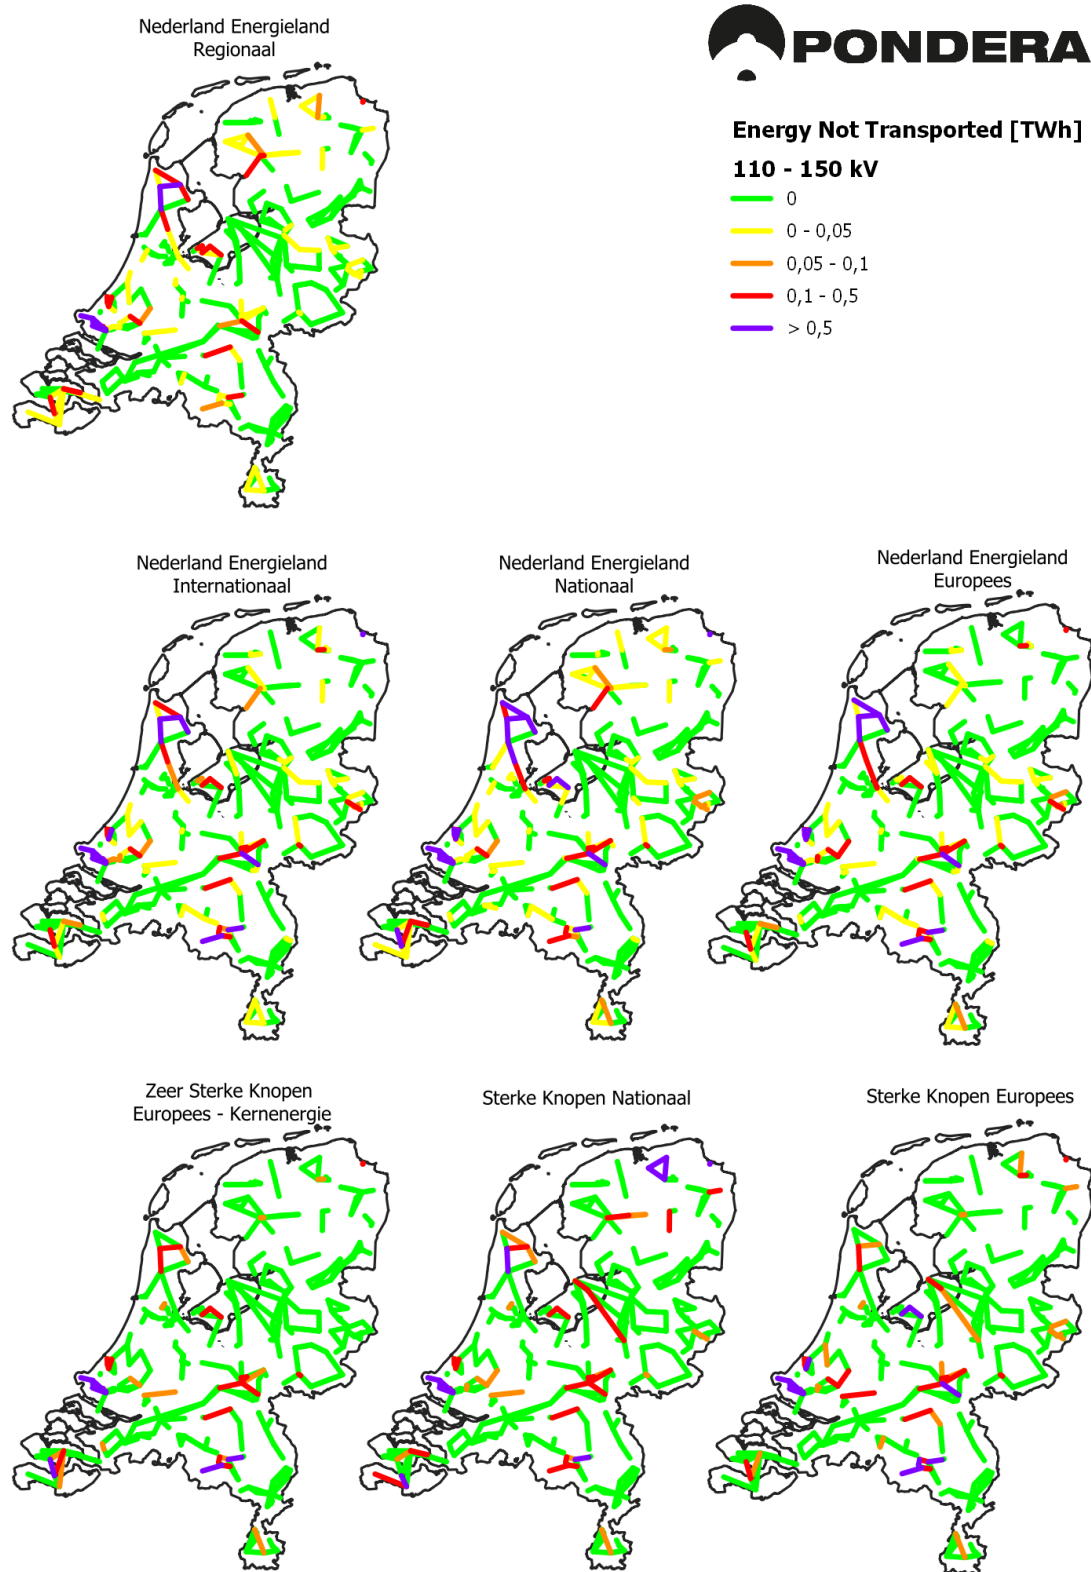 Nederland Energieland
Regionaal
PONDERA
Energy Not Transported [TWh]
110 - 150 kV
0
0 - 0,05
0,05 - 0,1
0,1 - 0,5
> 0,5
Nederland Energieland
Internationaal
Nederland Energieland
Nationaal
Nederland Energieland
Europees
Zeer Sterke Knopen
Europees - Kernenergie
Sterke Knopen Nationaal
Sterke Knopen Europees